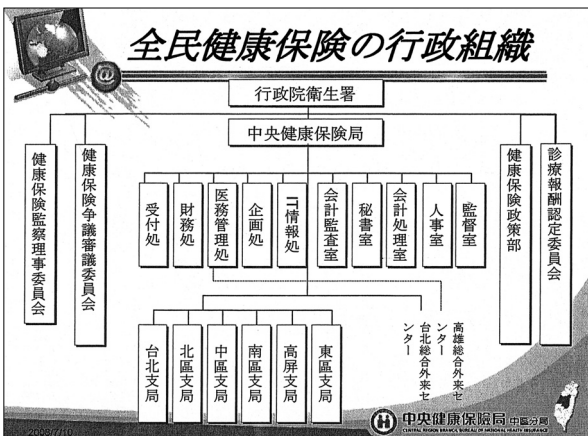 全民健康保険の行政組織
行政院衛生署
中央健康保険局
健康保険監察理事委員会
健康保険争議審議委員会
受付処
財務処
医務管理処
企画処
IT情報処
会計監査室
秘書室
会計処理室
人事室
監督室
健康保険政策部
診療報酬認定委員会
台北支局
北區支局
中區支局
南區支局
高屏支局
東區支局
高雄総合外来セ
ンター
台北総合外来セ
ンター
2008/7/10
中央健康保險局 中區分局
CENTRAL REGION BRANCH, BUREAU OF NATIONAL HEALTH INSURANCE